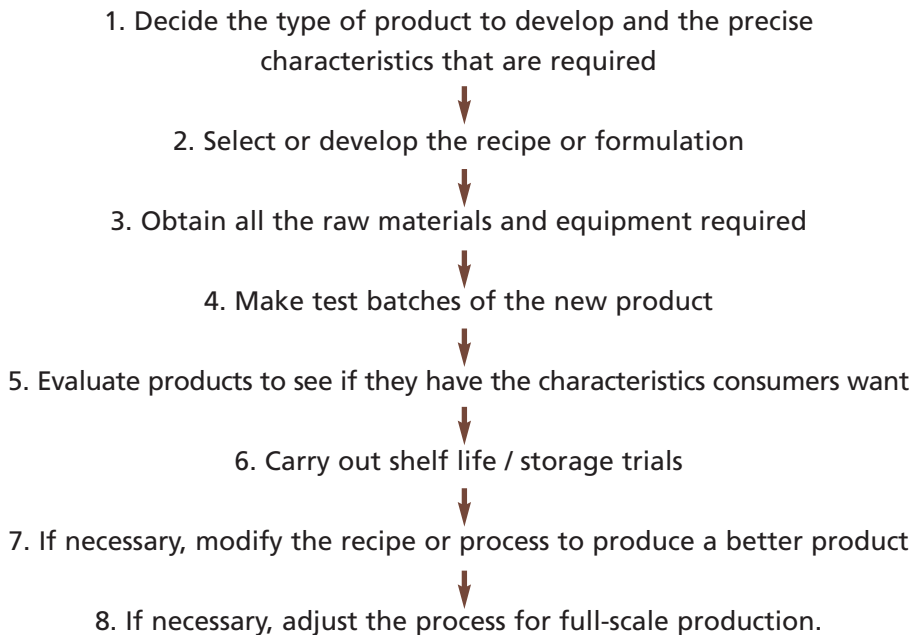 1. Decide the type of product to develop and the precise
characteristics that are required
2. Select or develop the recipe or formulation
3. Obtain all the raw materials and equipment required
4. Make test batches of the new product
5. Evaluate products to see if they have the characteristics consumers want
6. Carry out shelf life / storage trials
7. If necessary, modify the recipe or process to produce a better product
8. If necessary, adjust the process for full-scale production.